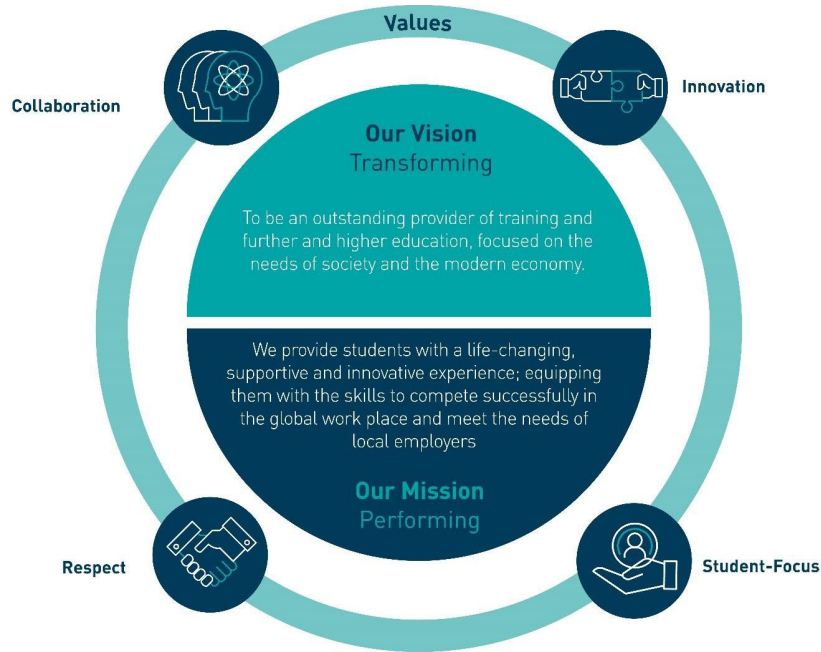 Values
Collaboration
Innovation
Our Vision
Transforming
To be an outstanding provider of training and
further and higher education, focused on the
needs of society and the modern economy.
We provide students with a life-changing,
supportive and innovative experience; equipping
them with the skills to compete successfully in
the global work place and meet the needs of
local employers
Our Mission
Performing
Respect
Student-Focus